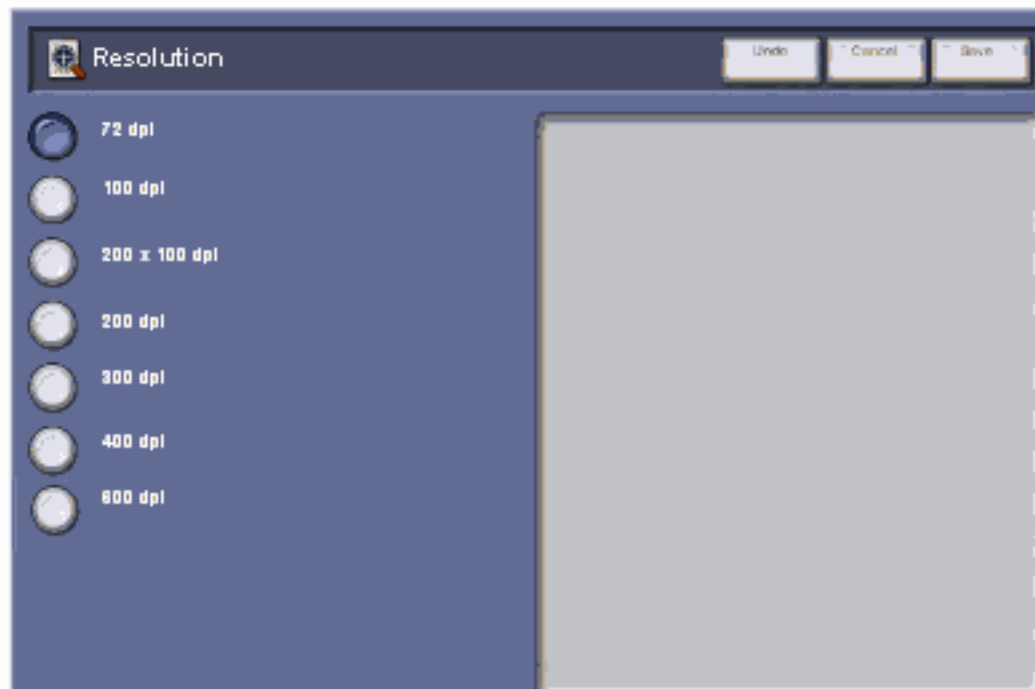 Resolution
Undo
Cancel
Save
72 dpi
100 dpi
200 x 100 dpi
200 dpi
300 dpi
400 dpi
600 dpi